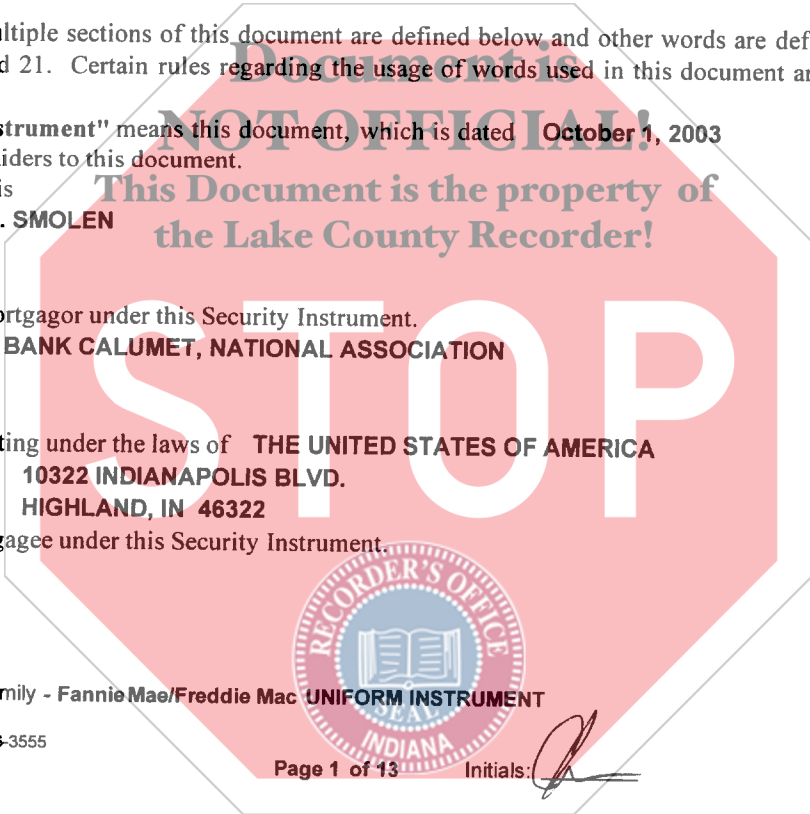 ltiple sections of this document are defined below and other words are def
d 21. Certain rules regarding the usage of words used in this document ar
Document is
NOT OFFICIAL!
strument" means this document, which is dated October 1, 2003
iders to this document.
This Document is the property of
the Lake County Recorder!
is
. SMOLEN
rtgagor under this Security Instrument.
BANK CALUMET, NATIONAL ASSOCIATION
STOP
ting under the laws of THE UNITED STATES OF AMERICA
10322 INDIANAPOLIS BLVD.
HIGHLAND, IN 46322
gagee under this Security Instrument.
RECORDER'S OFFICE
SEAL
INDIANA
mily - Fannie Mae/Freddie Mac UNIFORM INSTRUMENT
-3555
Page 1 of 13 Initials: